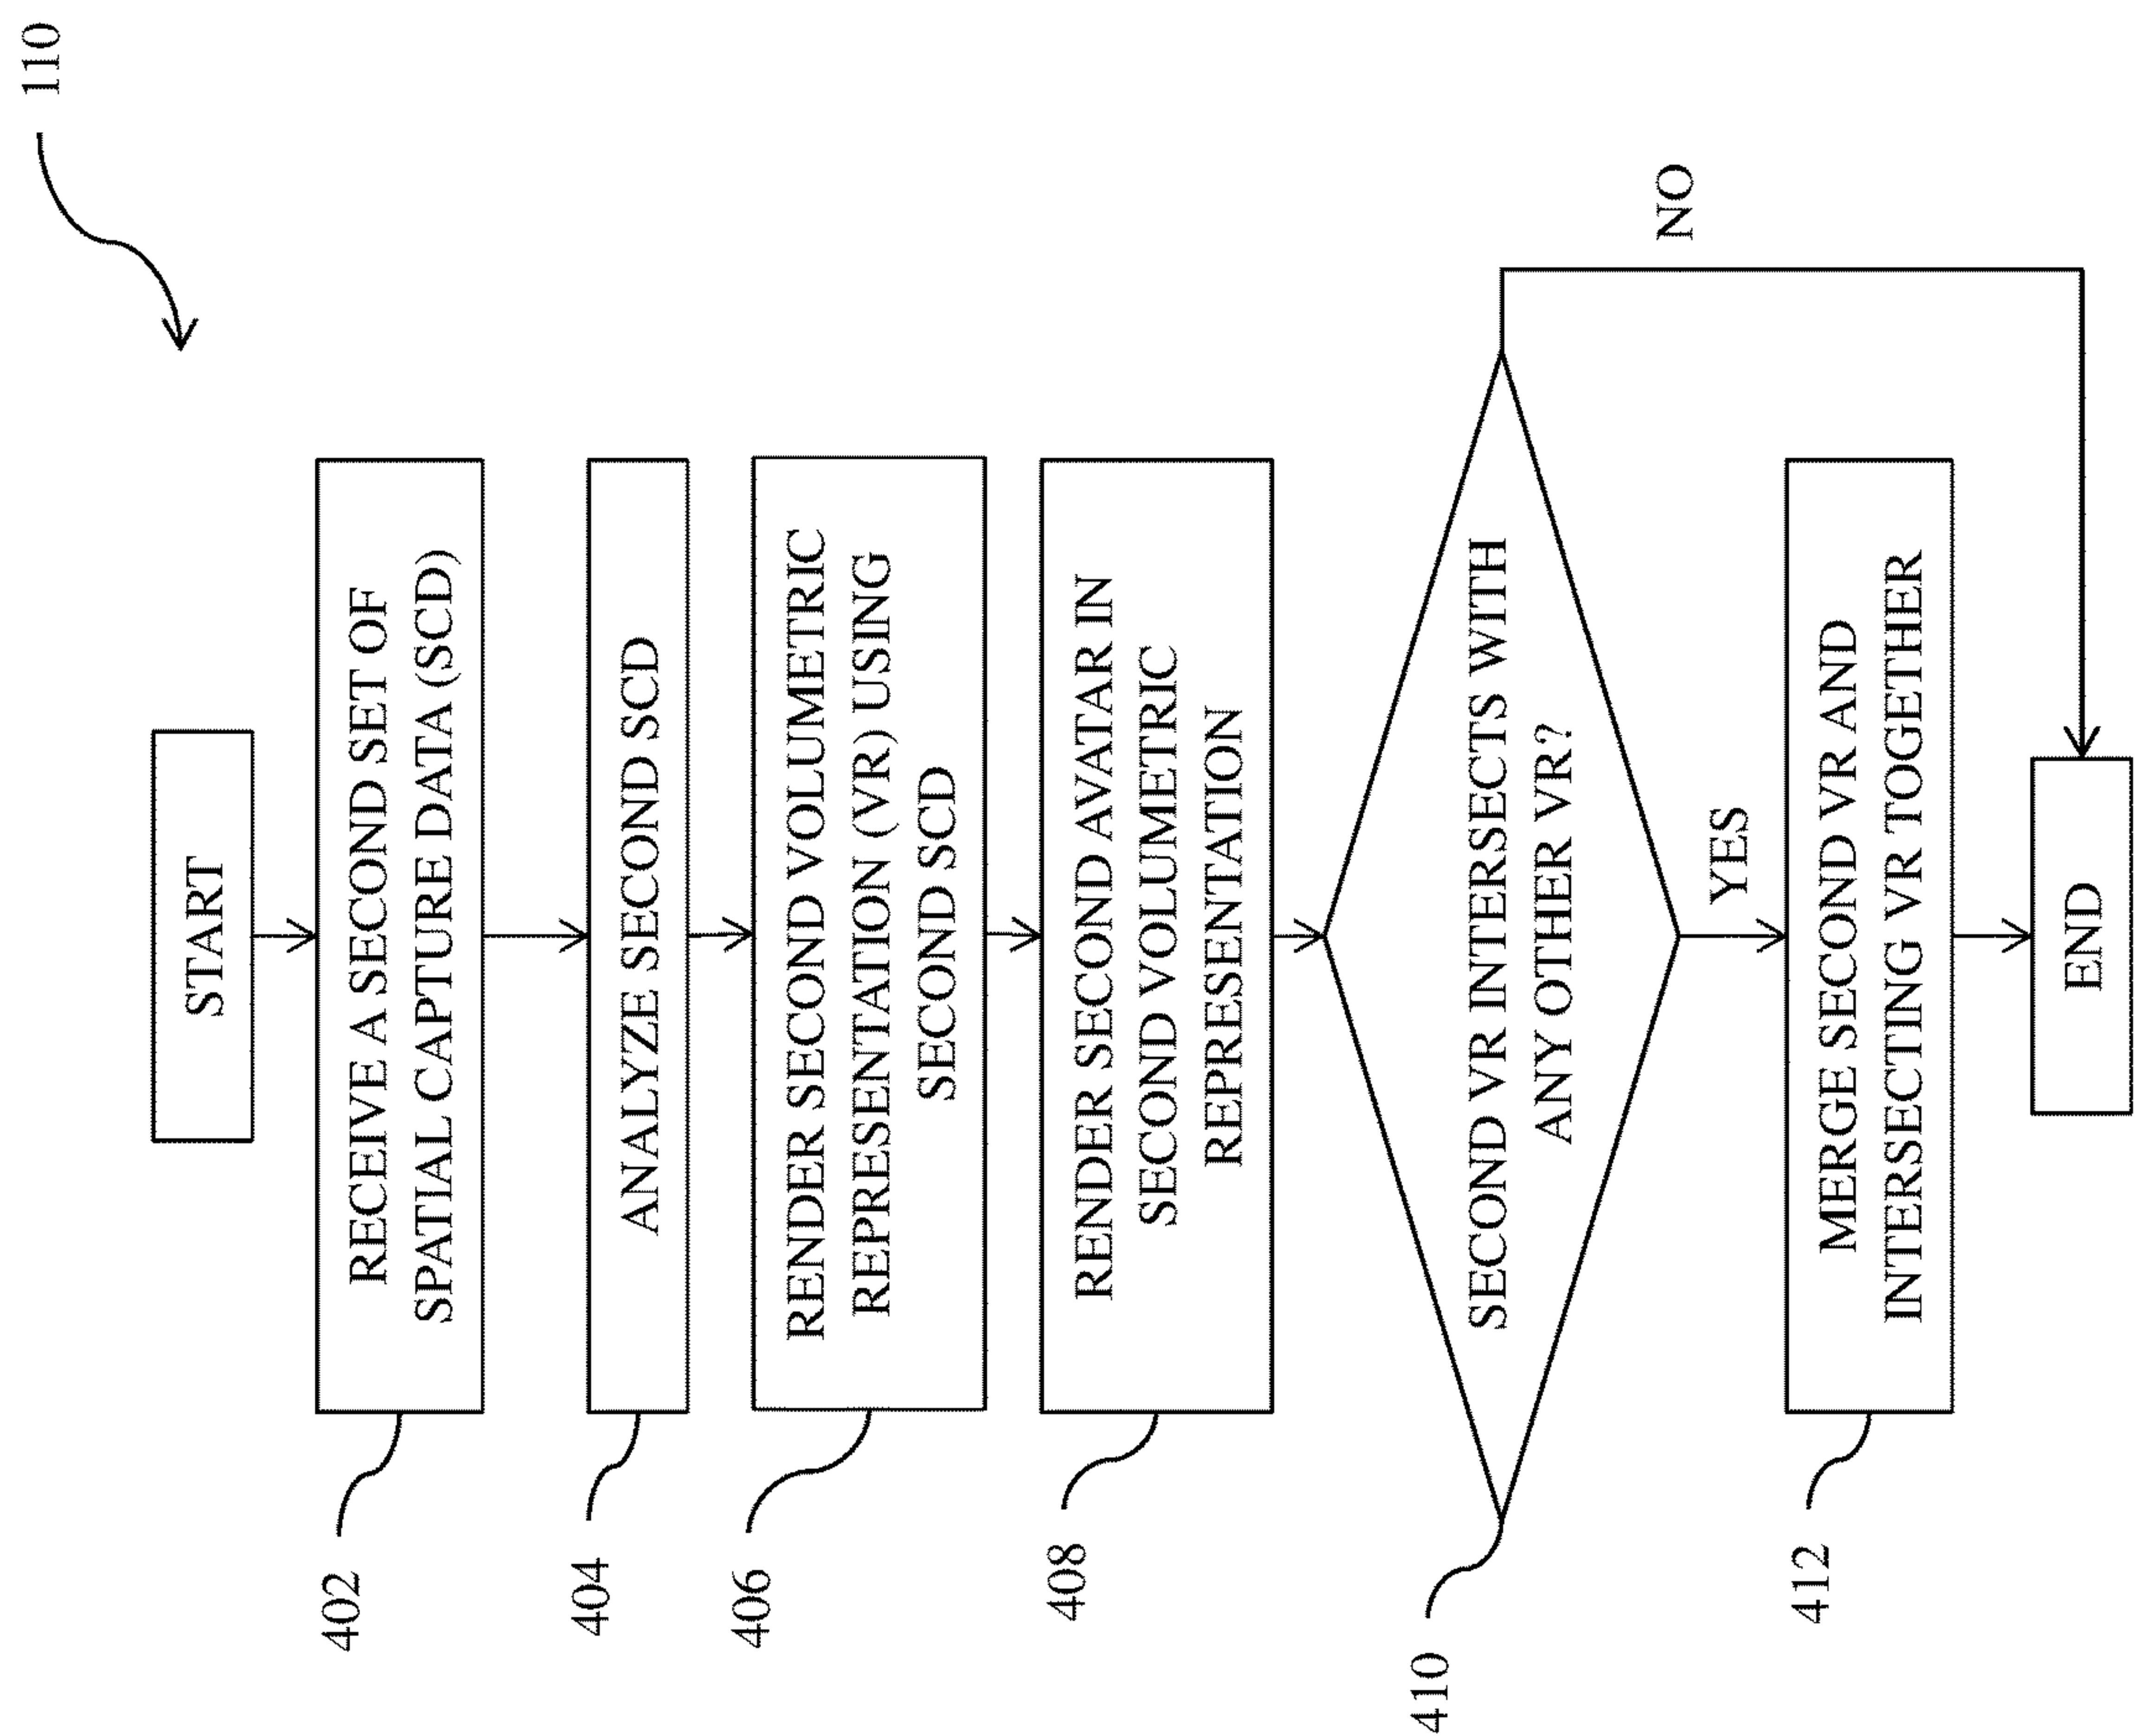 110
START
402
RECEIVE A SECOND SET OF
SPATIAL CAPTURE DATA (SCD)
404
ANALYZE SECOND SCD
406
RENDER SECOND VOLUMETRIC
REPRESENTATION (VR) USING
SECOND SCD
408
RENDER SECOND AVATAR IN
SECOND VOLUMETRIC
REPRESENTATION
410
SECOND VR INTERSECTS WITH
ANY OTHER VR?
NO
YES
412
MERGE SECOND VR AND
INTERSECTING VR TOGETHER
END